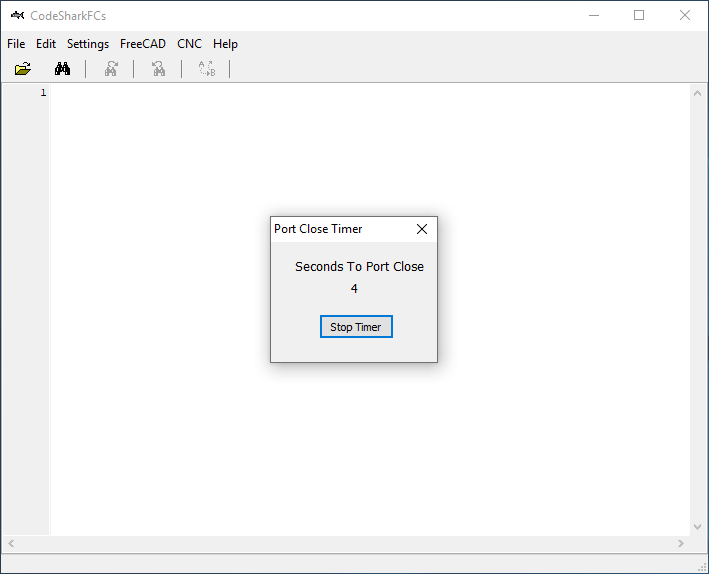 CodeSharkFCs
File Edit Settings FreeCAD CNC Help
A
B
1
Port Close Timer
Seconds To Port Close
4
Stop Timer